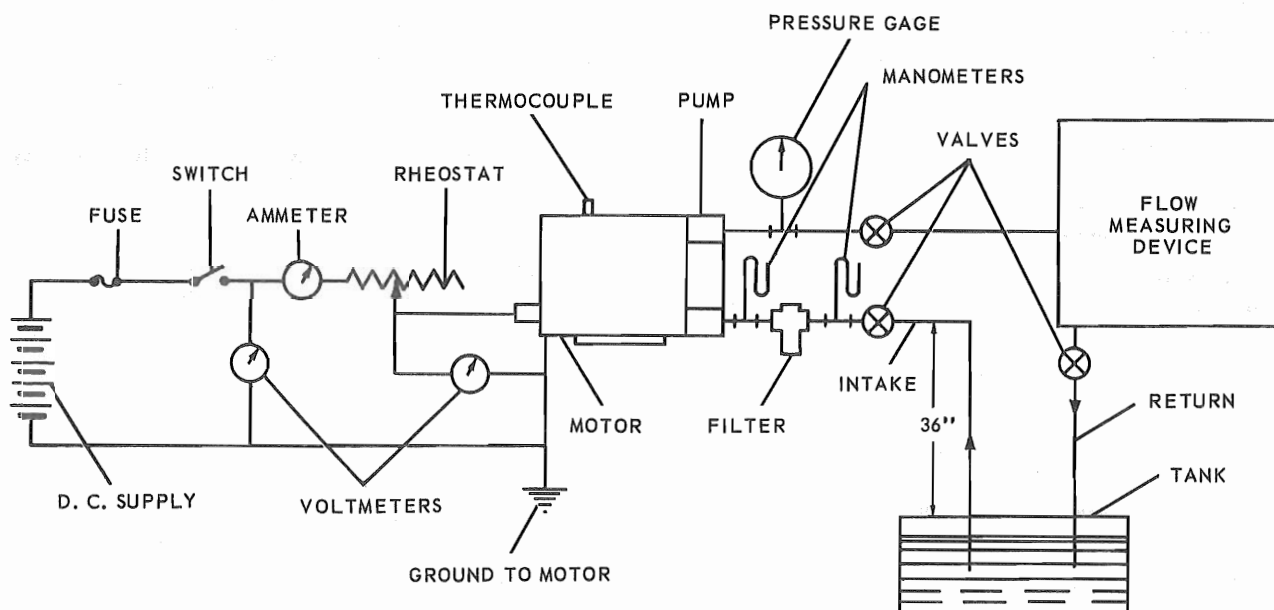 PRESSURE GAGE
MANOMETERS
THERMOCOUPLE
PUMP
VALVES
SWITCH
RHEOSTAT
FUSE
AMMETER
FLOW
MEASURING
DEVICE
INTAKE
MOTOR
FILTER
36"
RETURN
TANK
D. C. SUPPLY
VOLTMETERS
GROUND TO MOTOR